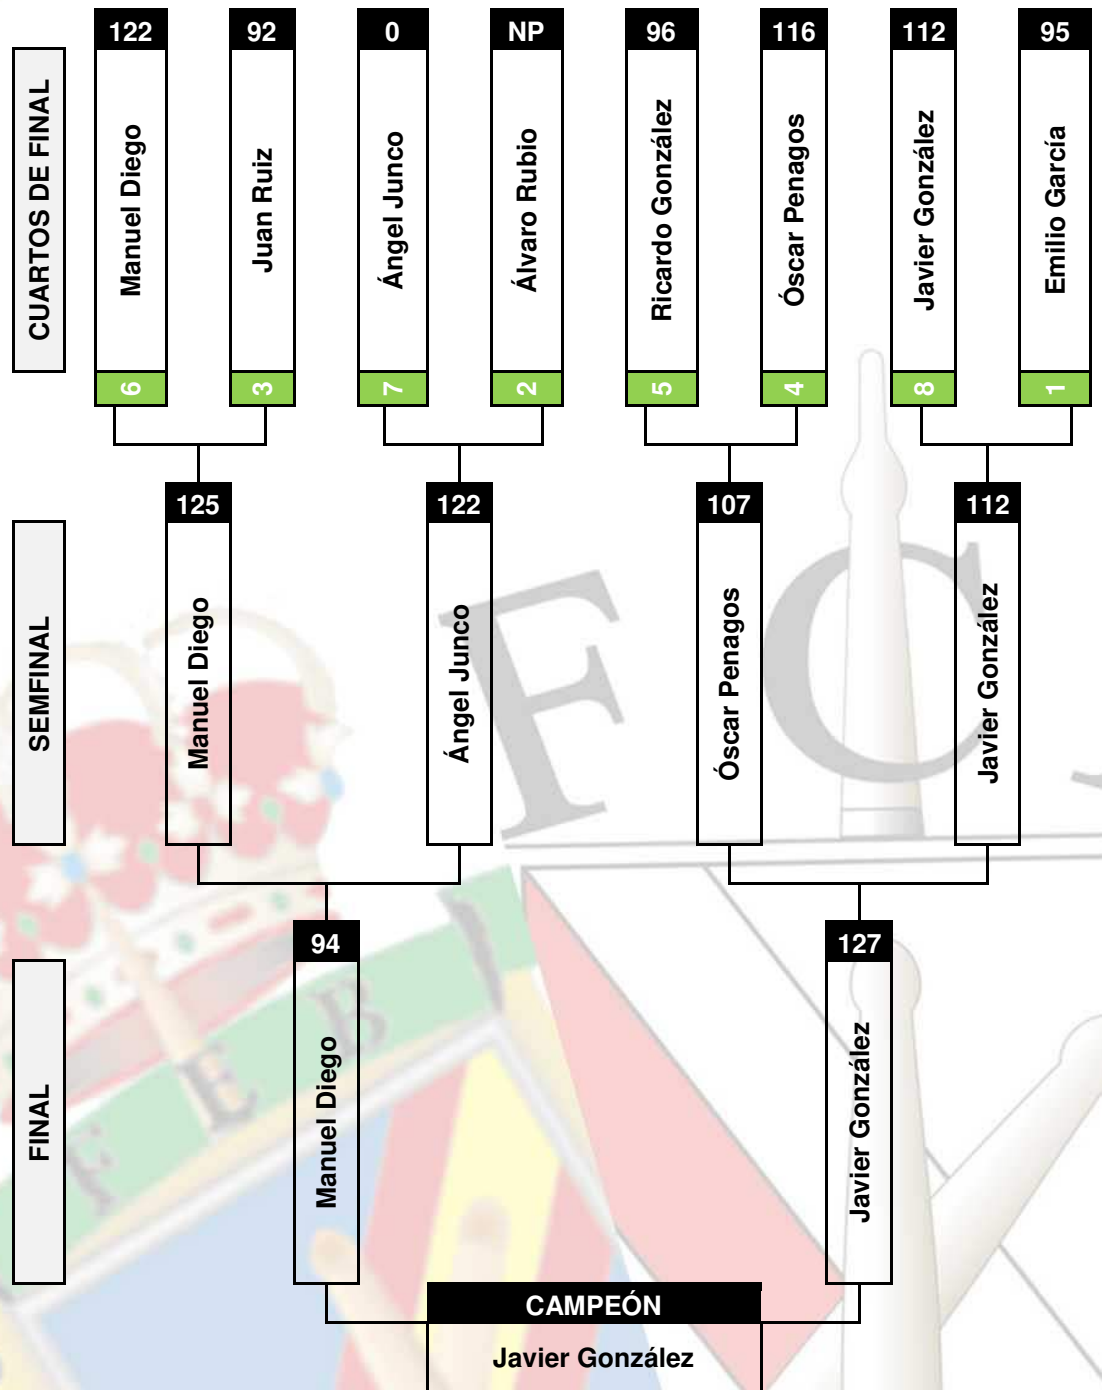 122 92 0 NP 96 116 112 95
CUARTOS DE FINAL
Manuel Diego
Juan Ruiz
Ángel Junco
Álvaro Rubio
Ricardo González
Óscar Penagos
Javier González
Emilio García
6 3 7 2 5 4 8 1
125 122 107 112
SEMFINAL
Manuel Diego
Ángel Junco
Óscar Penagos
Javier González
F C
94 127
FINAL
Manuel Diego
Javier González
F E B
CAMPEÓN
Javier González